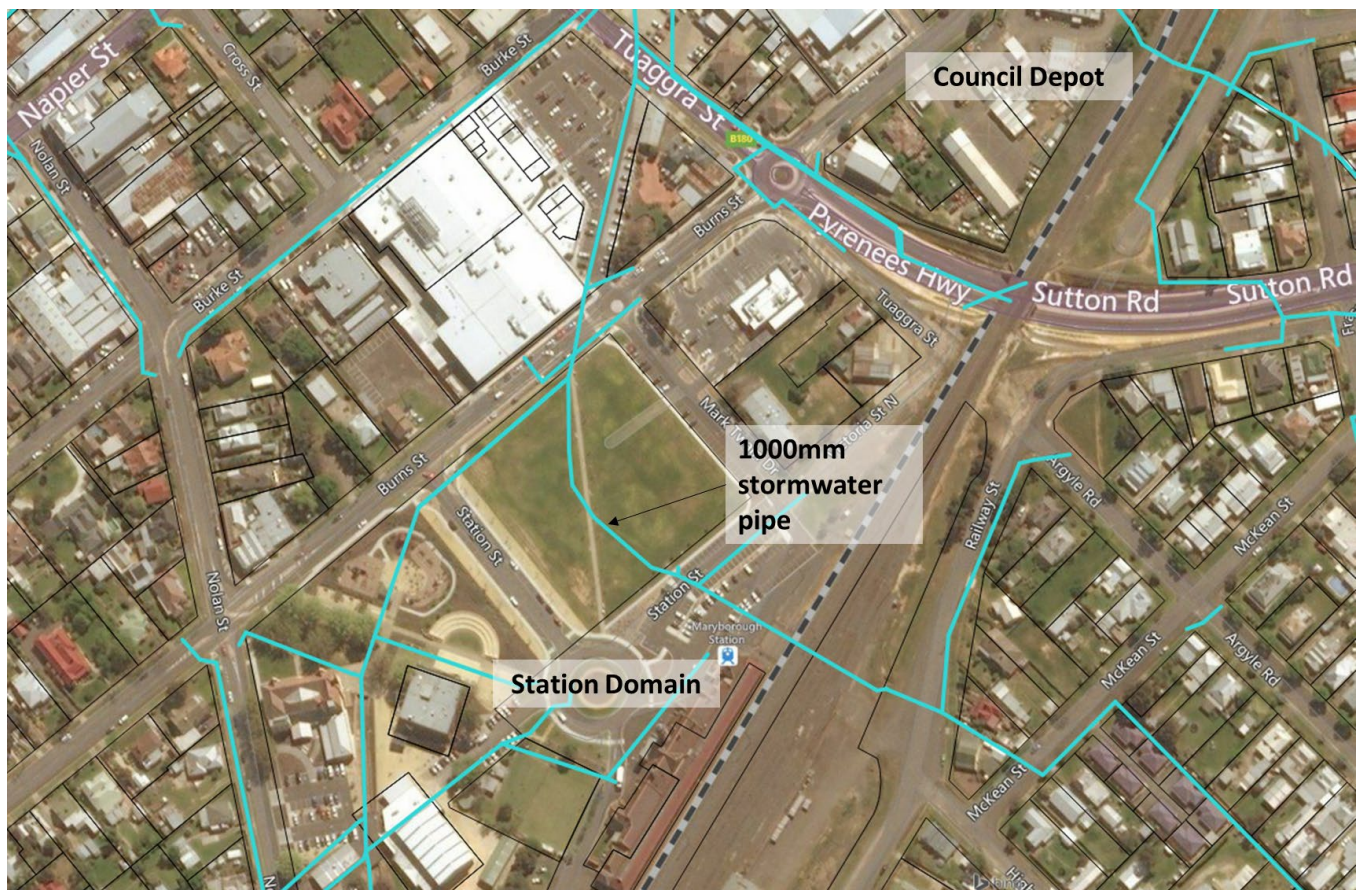 Napier St
Cross St
Burke St
Tuaggra St
Council Depot
B180
Nolan St
Burns St
Pyrenees Hwy
Sutton Rd
Sutton Rd
Burke St
Tuaggra St
1000mm
stormwater
pipe
Burns St
Station St
Railway St
Argyle Rd
McKean St
Nolan St
Station St
Maryborough
Station
McKean St
Argyle Rd
Station Domain
McKean St